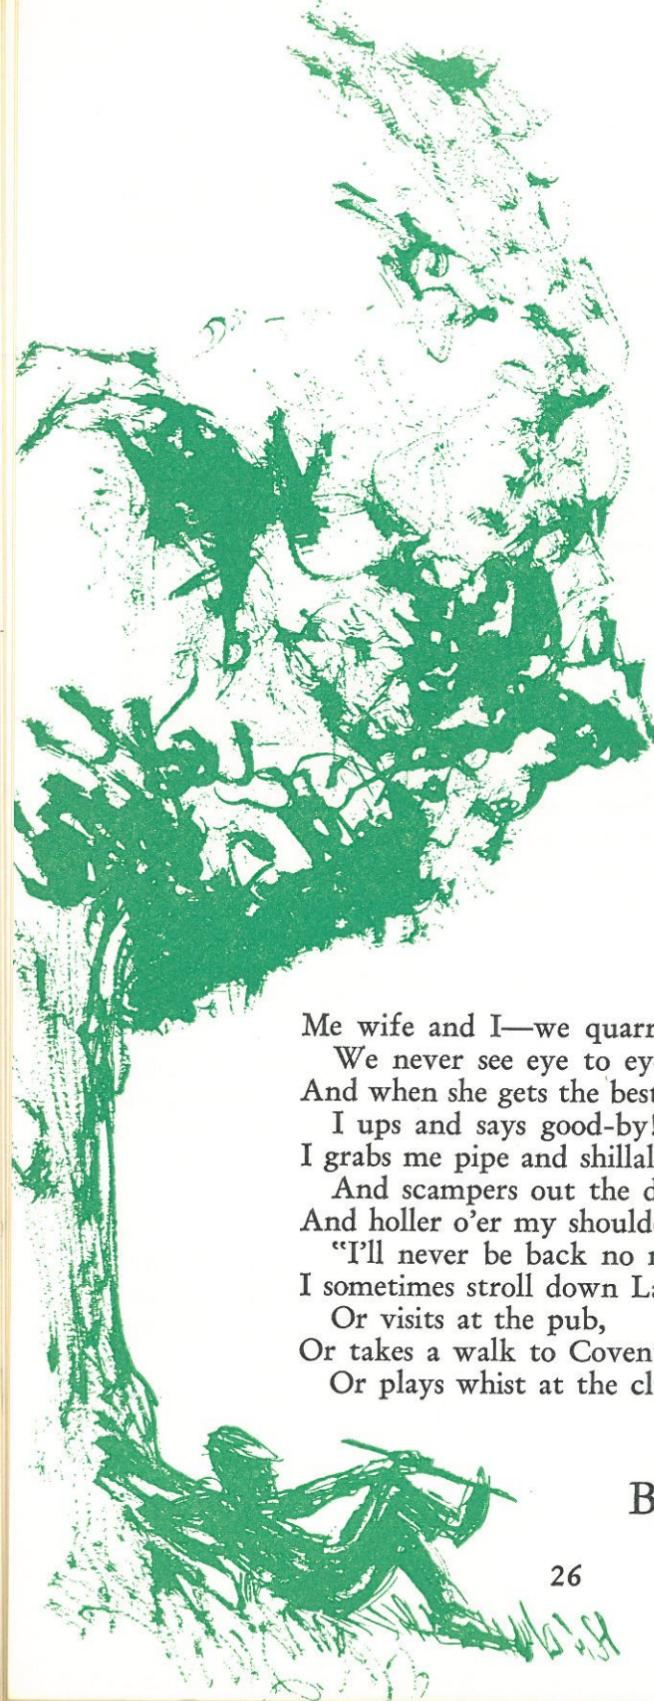 Me wife and I—we quarr
We never see eye to ey
And when she gets the best
I ups and says good-by!
I grabs me pipe and shillal
And scampers out the d
And holler o'er my should
"I'll never be back no
I sometimes stroll down La
Or visits at the pub,
Or takes a walk to Coven
Or plays whist at the cl
B
26